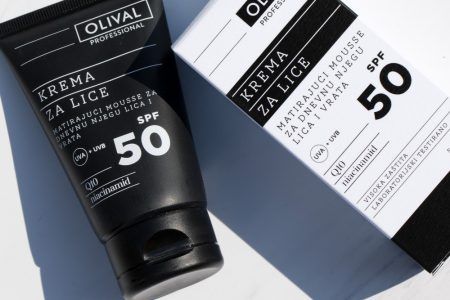 OLIVAL
PROFESSIONAL
KREMA
ZA LICE
MATIRAJUĆI MOUSSE ZA
DNEVNU NJEGU LICA I
VRATA
UVA + UVB
SPF
50
Q10
niacinamid
OLIVAL
PROFESSIONAL
KREMA
ZA LICE
MATIRAJUĆI MOUSSE
ZA DNEVNU NJEGU
LICA I VRATA
UVA + UVB
SPF
50
Q10
niacinamid
VISOKA ZAŠTITA
LABORATORIJSKI TESTIRANO